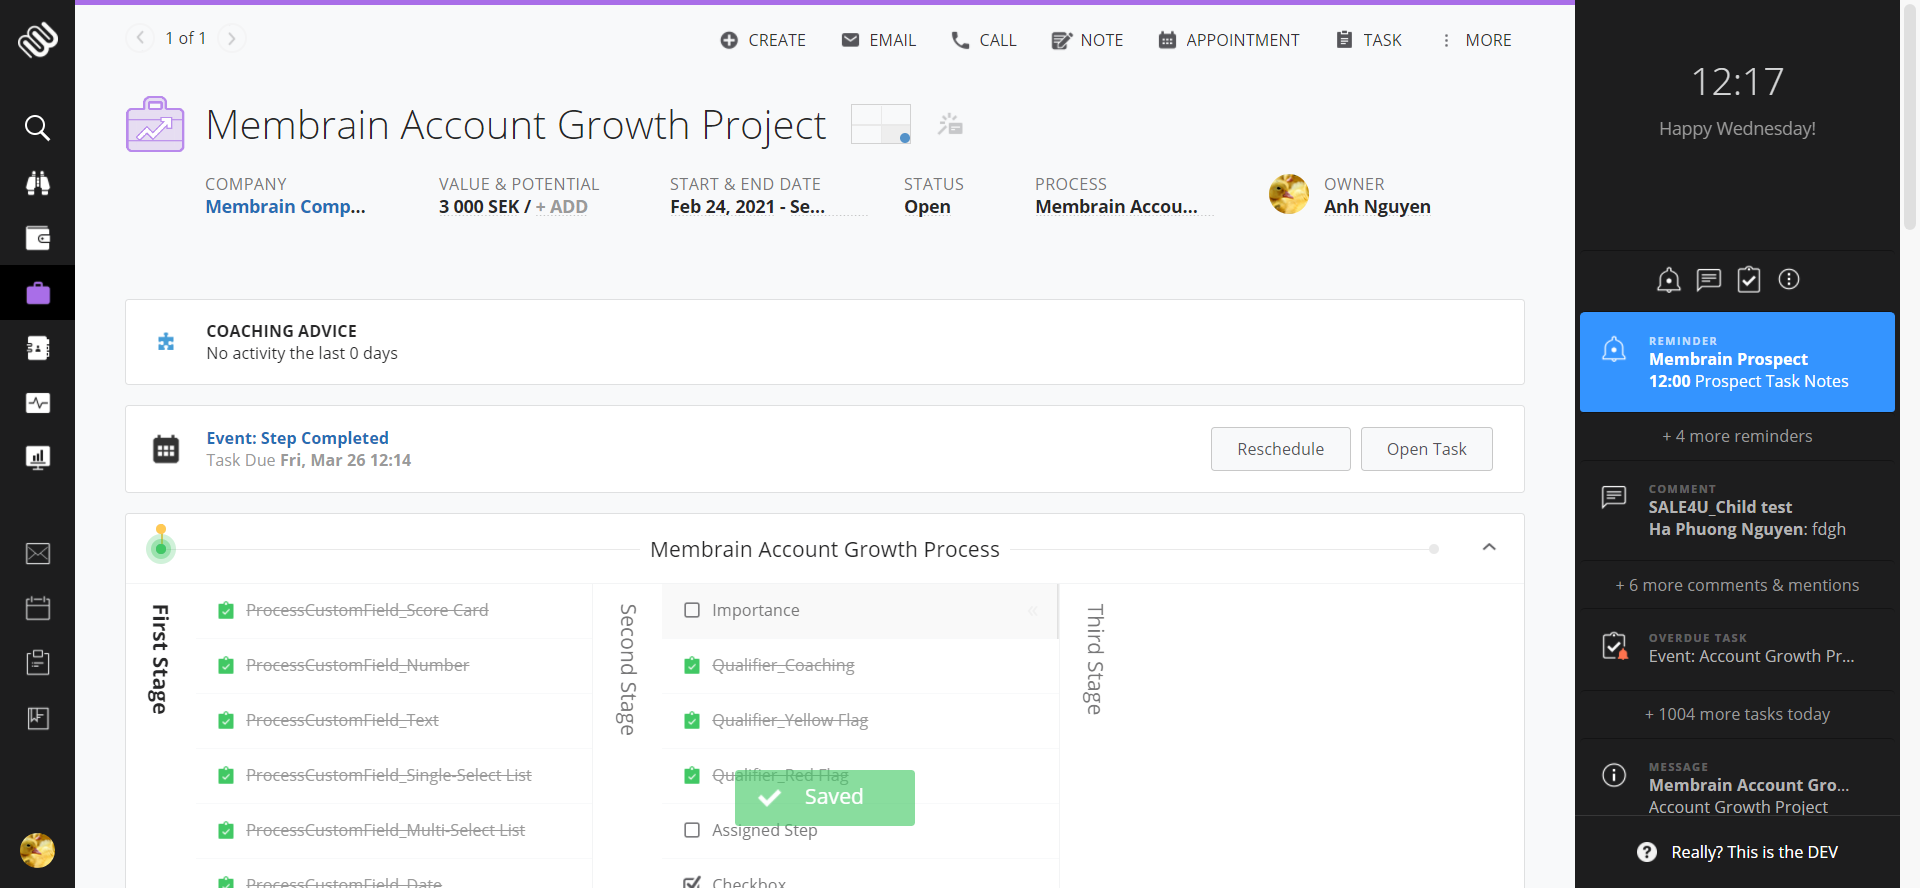 1 of 1
CREATE
EMAIL
CALL
NOTE
APPOINTMENT
TASK
MORE
Membrain Account Growth Project
COMPANY
Membrain Comp...
VALUE & POTENTIAL
3 000 SEK / + ADD
START & END DATE
Feb 24, 2021 - Se...
STATUS
Open
PROCESS
Membrain Accou...
OWNER
Anh Nguyen
COACHING ADVICE
No activity the last 0 days
Event: Step Completed
Task Due Fri, Mar 26 12:14
Reschedule
Open Task
Membrain Account Growth Process
First Stage
ProcessCustomField_Score Card
ProcessCustomField_Number
ProcessCustomField_Text
ProcessCustomField_Single-Select List
ProcessCustomField_Multi-Select List
ProcessCustomField_Date
Second Stage
Importance
Qualifier_Coaching
Qualifier_Yellow Flag
Qualifier_Red Flag
Saved
Assigned Step
Checkbox
Third Stage
12:17
Happy Wednesday!
REMINDER
Membrain Prospect
12:00 Prospect Task Notes
+ 4 more reminders
COMMENT
SALE4U_Child test
Ha Phuong Nguyen: fdgh
+ 6 more comments & mentions
OVERDUE TASK
Event: Account Growth Pr...
+ 1004 more tasks today
MESSAGE
Membrain Account Gro...
Account Growth Project
Really? This is the DEV